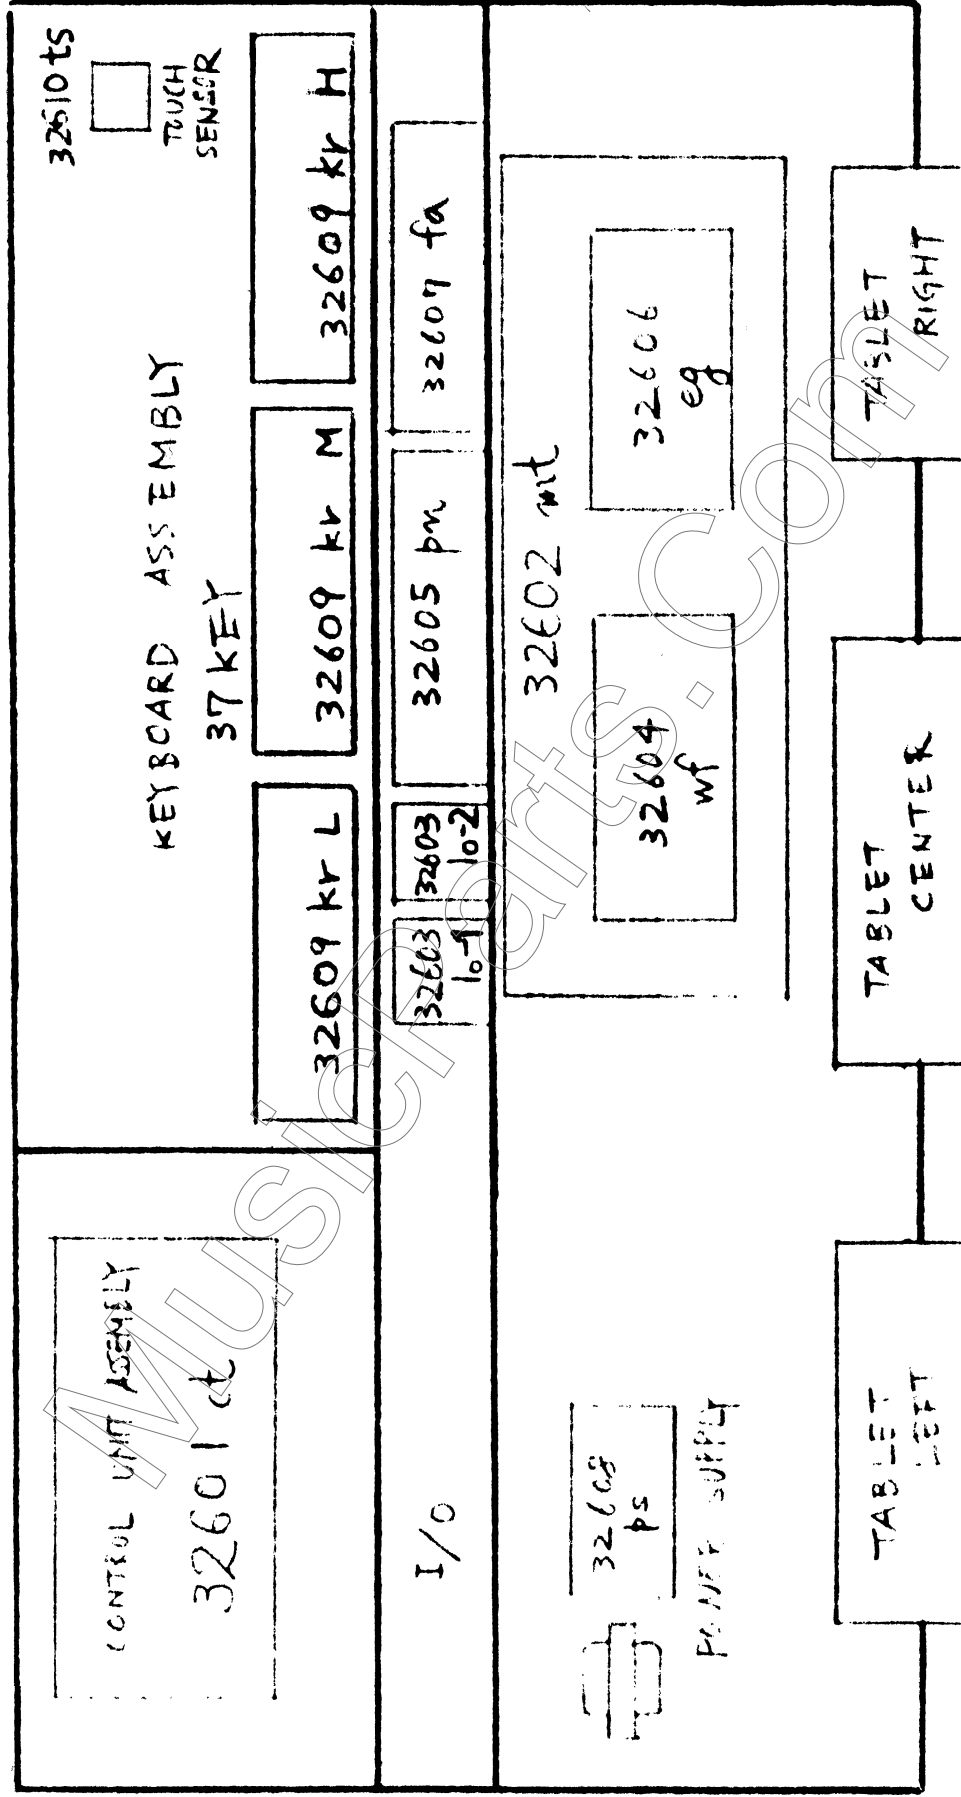 32610 ts
TOUCH
SENSOR
KEYBOARD ASSEMBLY
37 KEY
32609 kr L
32609 kr M
32609 kr H
CONTROL UNIT ASSEMBLY
32601 ct
I/O
32603
lo-1
32603
lo-2
32605 pn
32607 fa
32602 mt
32604
wf
32606
eg
32608
ps
POWER SUPPLY
TABLET
LEFT
TABLET
CENTER
TABLET
RIGHT
MusicParts.Com